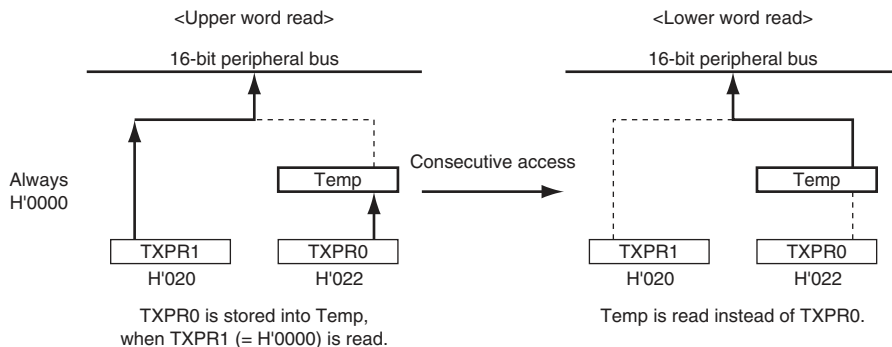 <Upper word read>
16-bit peripheral bus
Always
H'0000
Temp
TXPR1
TXPR0
H'020
H'022
TXPR0 is stored into Temp,
when TXPR1 (= H'0000) is read.
Consecutive access
<Lower word read>
16-bit peripheral bus
Temp
TXPR1
TXPR0
H'020
H'022
Temp is read instead of TXPR0.